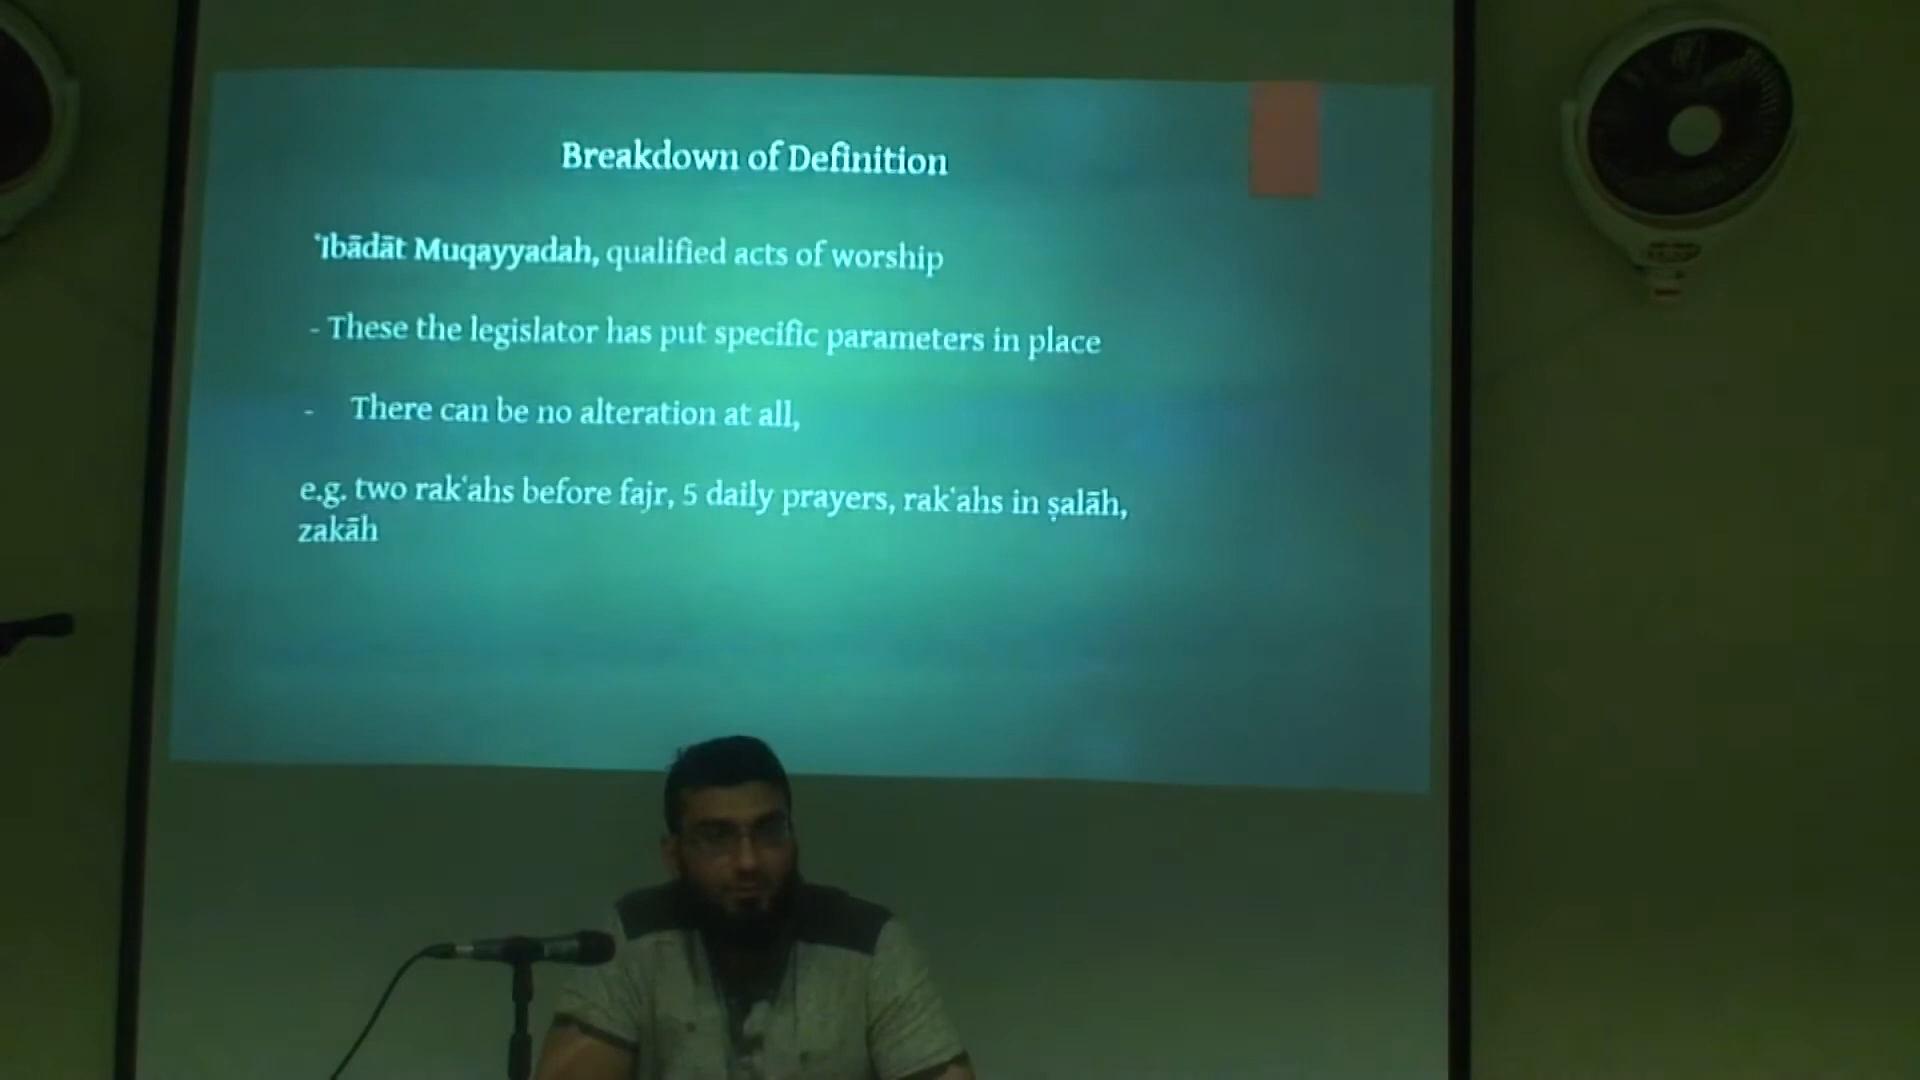 Breakdown of Definition
ʿIbādāt Muqayyadah, qualified acts of worship
- These the legislator has put specific parameters in place
- There can be no alteration at all,
e.g. two rakʿahs before fajr, 5 daily prayers, rakʿahs in ṣalāh,
zakāh